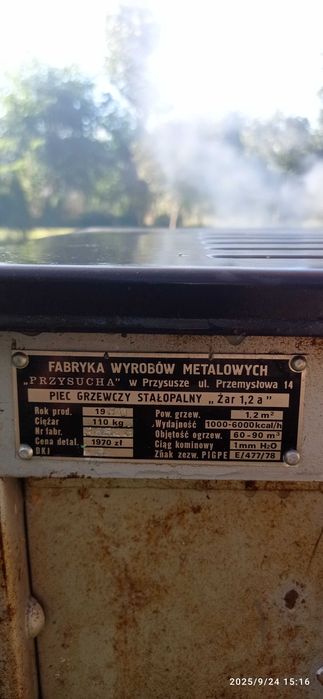 FABRYKA WYROBÓW METALOWYCH
„PRZYSUCHA" w Przysusze ul. Przemysłowa 14
PIEC GRZEWCZY STAŁOPALNY „Żar 1,2 a"
Rok prod. 19
Ciężar 110 kg
Nr fabr.
Cena detal. 1970 zł
DKJ
Pow. grzew. 1,2 m²
Wydajność 1000-6000kcal/h
Objętość ogrzew. 60-90 m³
Ciąg kominowy 1mm H₂O
Znak zezw. PIGPE E/477/78
2025/9/24 15:16